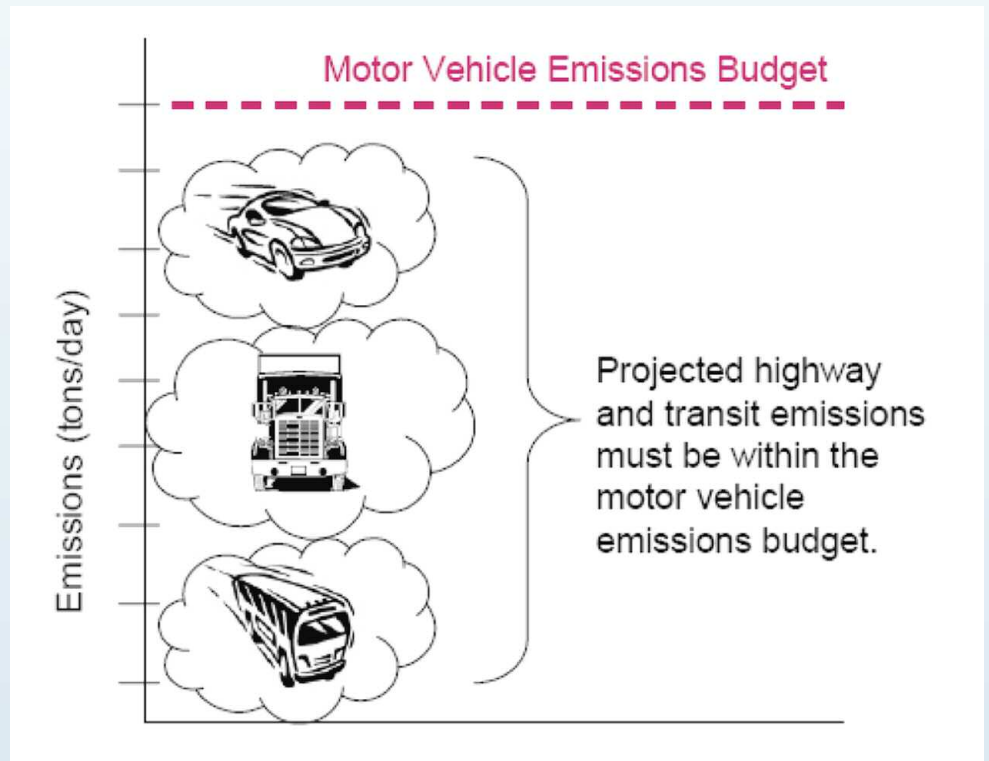 Motor Vehicle Emissions Budget
Emissions (tons/day)
Projected highway
and transit emissions
must be within the
motor vehicle
emissions budget.